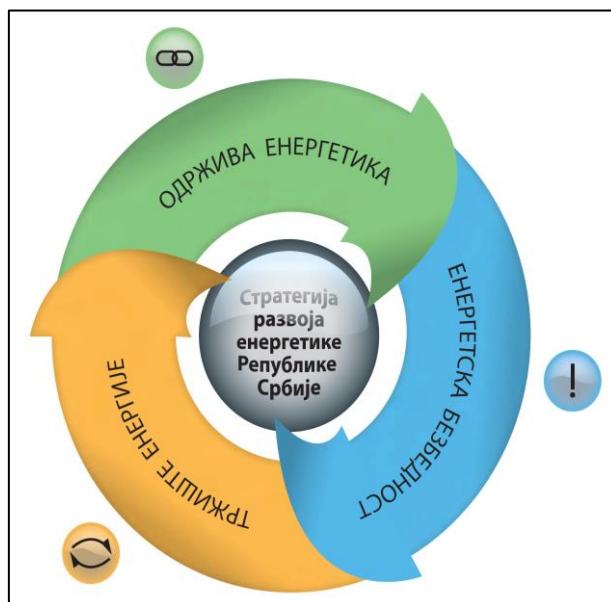 ОДРЖИВА ЕНЕРГЕТИКА
ЕНЕРГЕТСКА БЕЗБЕДНОСТ
ТРЖИШТЕ ЕНЕРГИЈЕ
Стратегија
развоја
енергетике
Републике
Србије
!